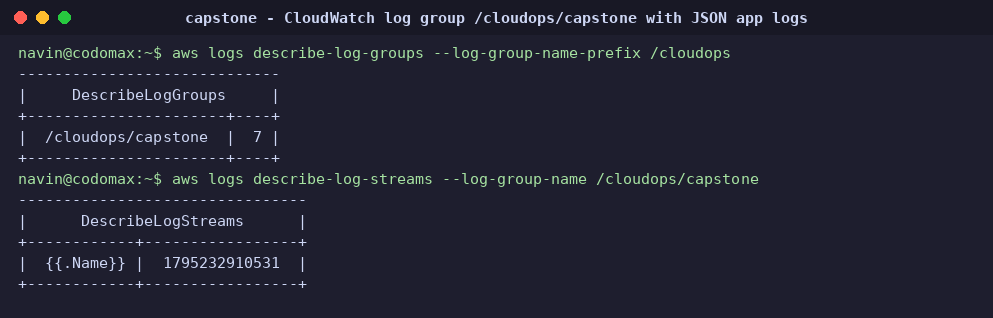 capstone - CloudWatch log group /cloudops/capstone with JSON app logs
navin@codomax:~$ aws logs describe-log-groups --log-group-name-prefix /cloudops
-----------------------------
|     DescribeLogGroups     |
+----------------------+----+
|  /cloudops/capstone  |  7 |
+----------------------+----+
navin@codomax:~$ aws logs describe-log-streams --log-group-name /cloudops/capstone
--------------------------------
|      DescribeLogStreams      |
+------------+-----------------+
|  {{.Name}} |  1795232910531  |
+------------+-----------------+